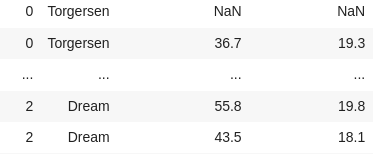 0 Torgersen NaN NaN
0 Torgersen 36.7 19.3
... ... ... ...
2 Dream 55.8 19.8
2 Dream 43.5 18.1